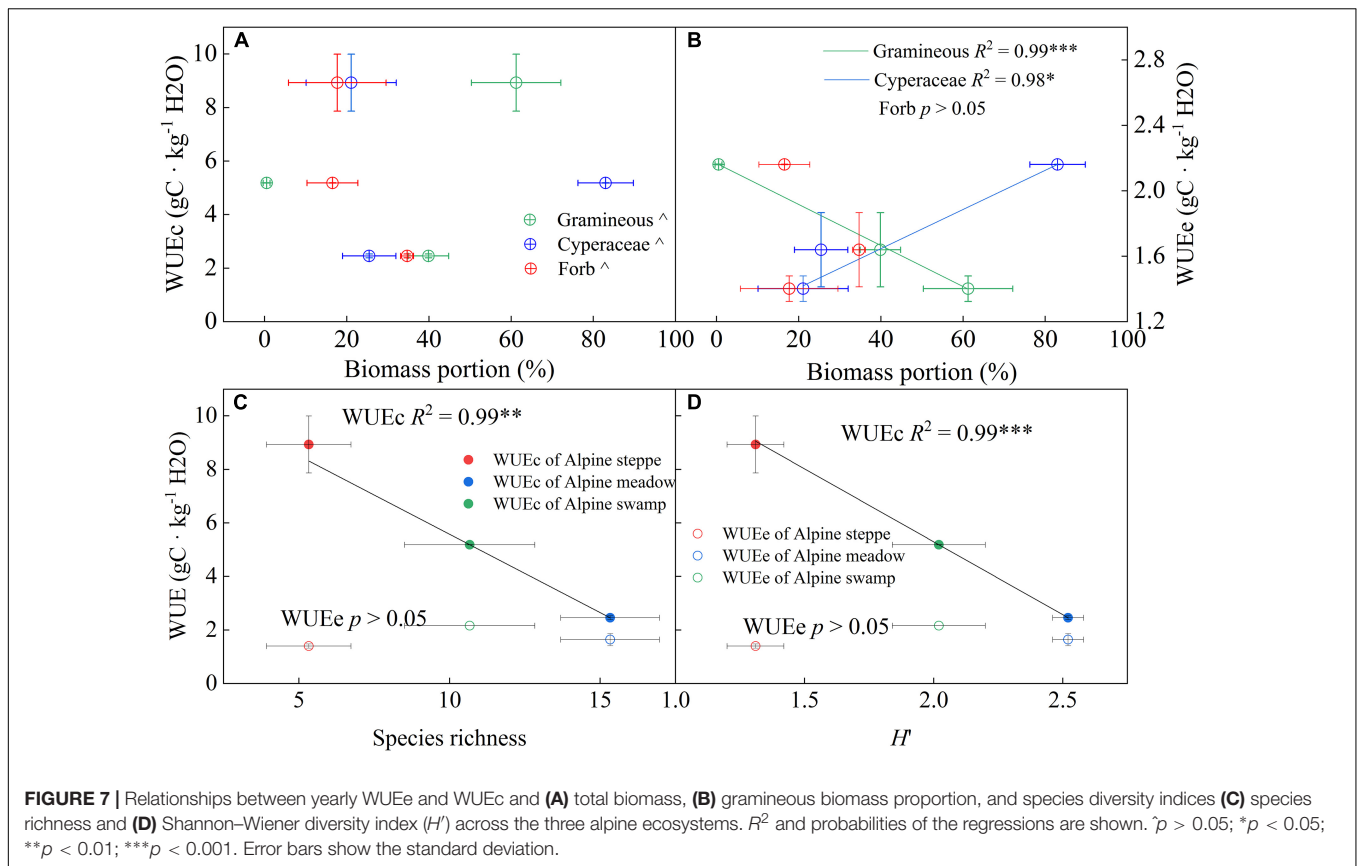 A
10
8
6
4
2
0
WUEc (gC · kg-1 H2O)
Gramineous ^
Cyperaceae ^
Forb ^
0 20 40 60 80
Biomass portion (%)
B
Gramineous R2 = 0.99***
Cyperaceae R2 = 0.98*
Forb p > 0.05
2.8
2.4
2.0
1.6
1.2
WUEe (gC · kg-1 H2O)
100 0 20 40 60 80 100
Biomass portion (%)
C
WUEc R2 = 0.99**
10
8
6
4
2
0
WUE (gC · kg-1 H2O)
WUEc of Alpine steppe
WUEc of Alpine meadow
WUEc of Alpine swamp
WUEe p > 0.05
5 10 15
Species richness
D
WUEc R2 = 0.99***
WUEe of Alpine steppe
WUEe of Alpine meadow
WUEe of Alpine swamp
WUEe p > 0.05
1.0 1.5 2.0 2.5
H'
FIGURE 7 | Relationships between yearly WUEe and WUEc and (A) total biomass, (B) gramineous biomass proportion, and species diversity indices (C) species
richness and (D) Shannon–Wiener diversity index (H′) across the three alpine ecosystems. R2 and probabilities of the regressions are shown. ^p > 0.05; *p < 0.05;
**p < 0.01; ***p < 0.001. Error bars show the standard deviation.